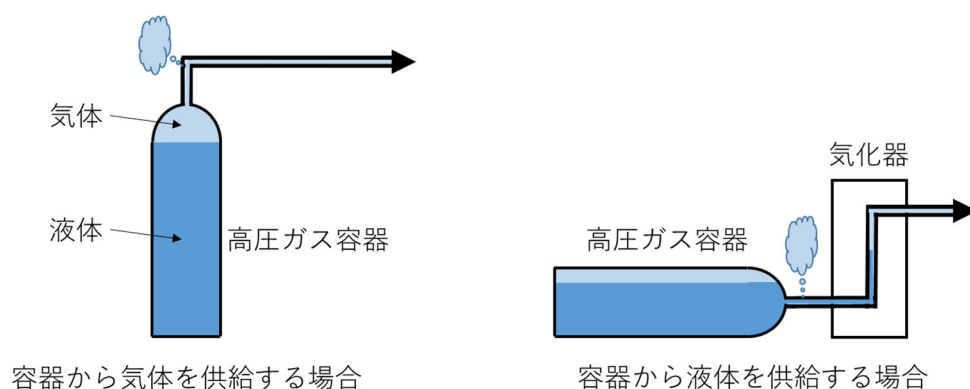 気体
液体
高圧ガス容器
容器から気体を供給する場合
気化器
高圧ガス容器
容器から液体を供給する場合